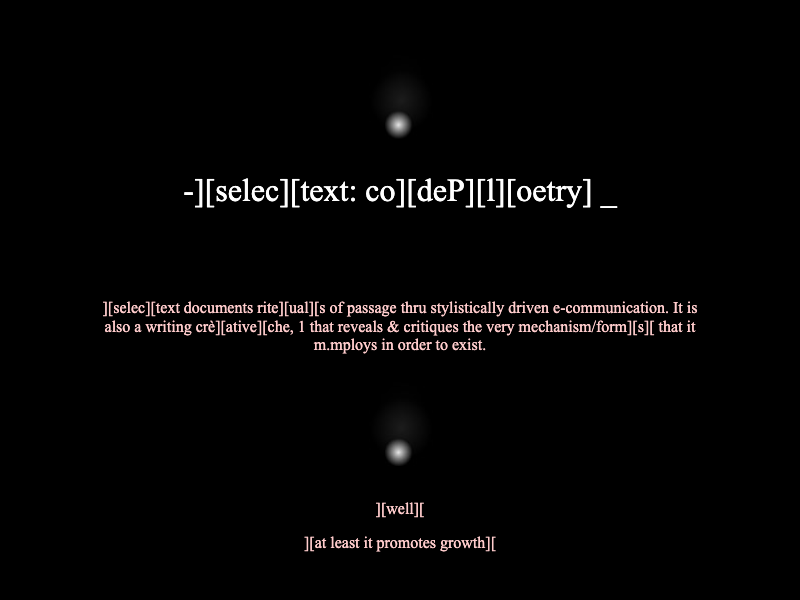 -][selec][text: co][deP][l][oetry] _
][selec][text documents rite][ual][s of passage thru stylistically driven e-communication. It is
also a writing crè][ative][che, 1 that reveals & critiques the very mechanism/form][s][ that it
m.mploys in order to exist.
][well][
][at least it promotes growth][